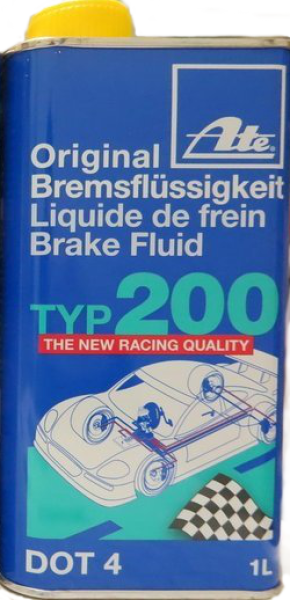 Ate
Original
Bremsflüssigkeit
Liquide de frein
Brake Fluid
TYP 200
THE NEW RACING QUALITY
DOT 4
1L